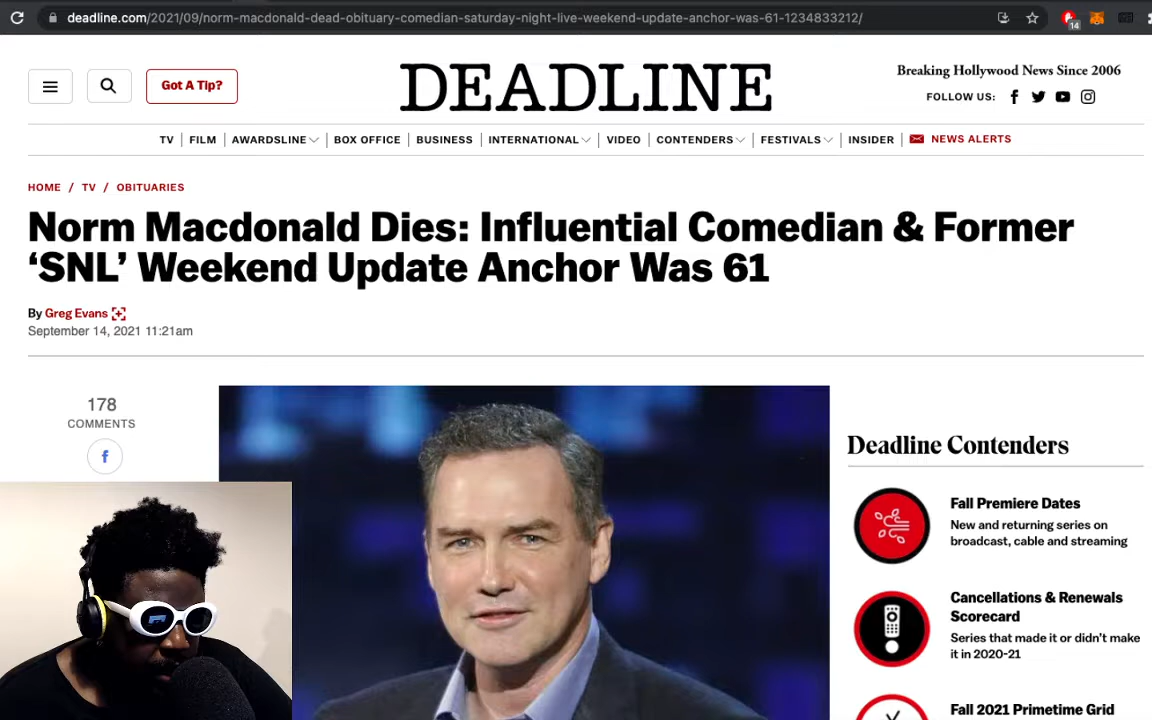 deadline.com/2021/09/norm-macdonald-dead-obituary-comedian-saturday-night-live-weekend-update-anchor-was-61-1234833212/
14
Got A Tip?
DEADLINE
Breaking Hollywood News Since 2006
FOLLOW US:
TV FILM AWARDSLINE BOX OFFICE BUSINESS INTERNATIONAL VIDEO CONTENDERS FESTIVALS INSIDER NEWS ALERTS
HOME / TV / OBITUARIES
Norm Macdonald Dies: Influential Comedian & Former
‘SNL’ Weekend Update Anchor Was 61
By Greg Evans
September 14, 2021 11:21am
178
COMMENTS
Deadline Contenders
Fall Premiere Dates
New and returning series on
broadcast, cable and streaming
Cancellations & Renewals
Scorecard
Series that made it or didn’t make
it in 2020-21
Fall 2021 Primetime Grid